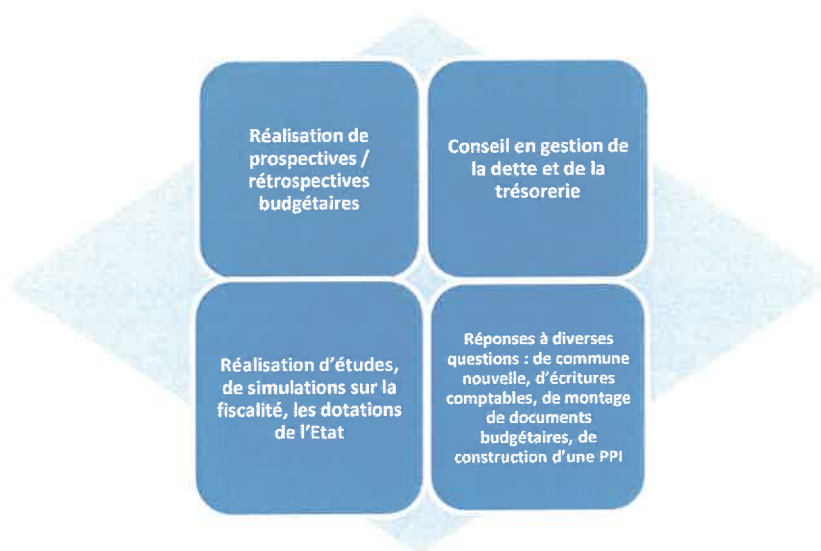 Réalisation de
prospectives /
rétrospectives
budgétaires
Conseil en gestion de
la dette et de la
trésorerie
Réalisation d'études,
de simulations sur la
fiscalité, les dotations
de l'Etat
Réponses à diverses
questions : de commune
nouvelle, d'écritures
comptables, de montage
de documents
budgétaires, de
construction d'une PPI